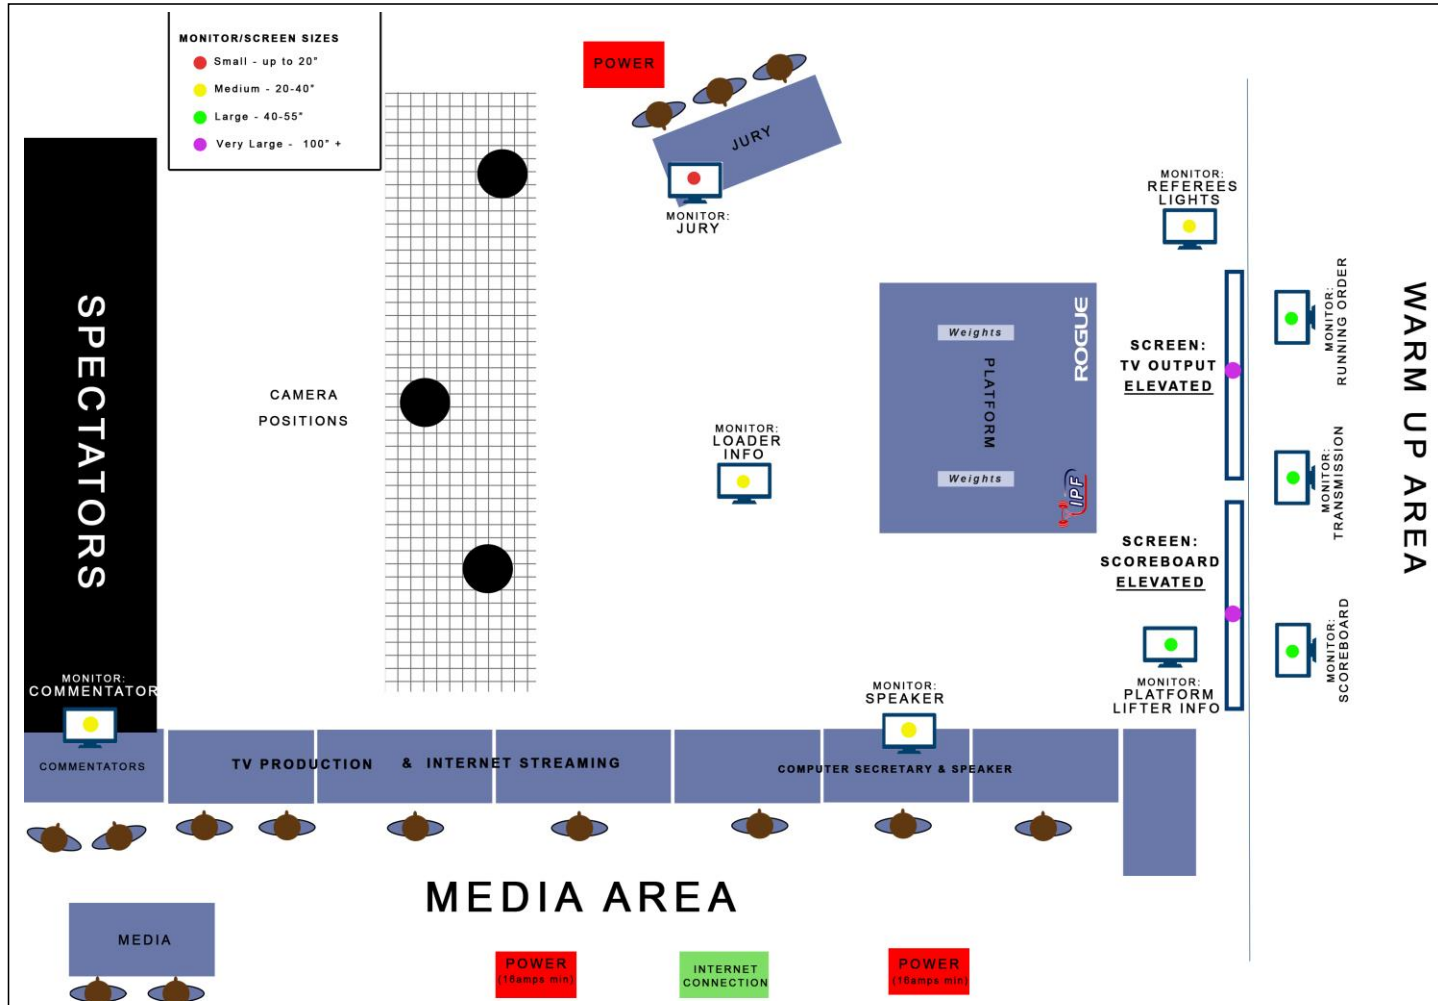 MONITOR/SCREEN SIZES
Small - up to 20"
Medium - 20-40"
Large - 40-55"
Very Large - 100" +
POWER
JURY
MONITOR:
JURY
MONITOR:
REFEREES
LIGHTS
SPECTATORS
CAMERA
POSITIONS
MONITOR:
LOADER
INFO
Weights
PLATFORM
Weights
ROGUE
IPF
SCREEN:
TV OUTPUT
ELEVATED
SCREEN:
SCOREBOARD
ELEVATED
MONITOR:
RUNNING ORDER
MONITOR:
TRANSMISSION
MONITOR:
SCOREBOARD
WARM UP AREA
MONITOR:
COMMENTATOR
MONITOR:
SPEAKER
MONITOR:
PLATFORM
LIFTER INFO
COMMENTATORS
TV PRODUCTION & INTERNET STREAMING
COMPUTER SECRETARY & SPEAKER
MEDIA AREA
MEDIA
POWER
(16amps min)
INTERNET
CONNECTION
POWER
(16amps min)